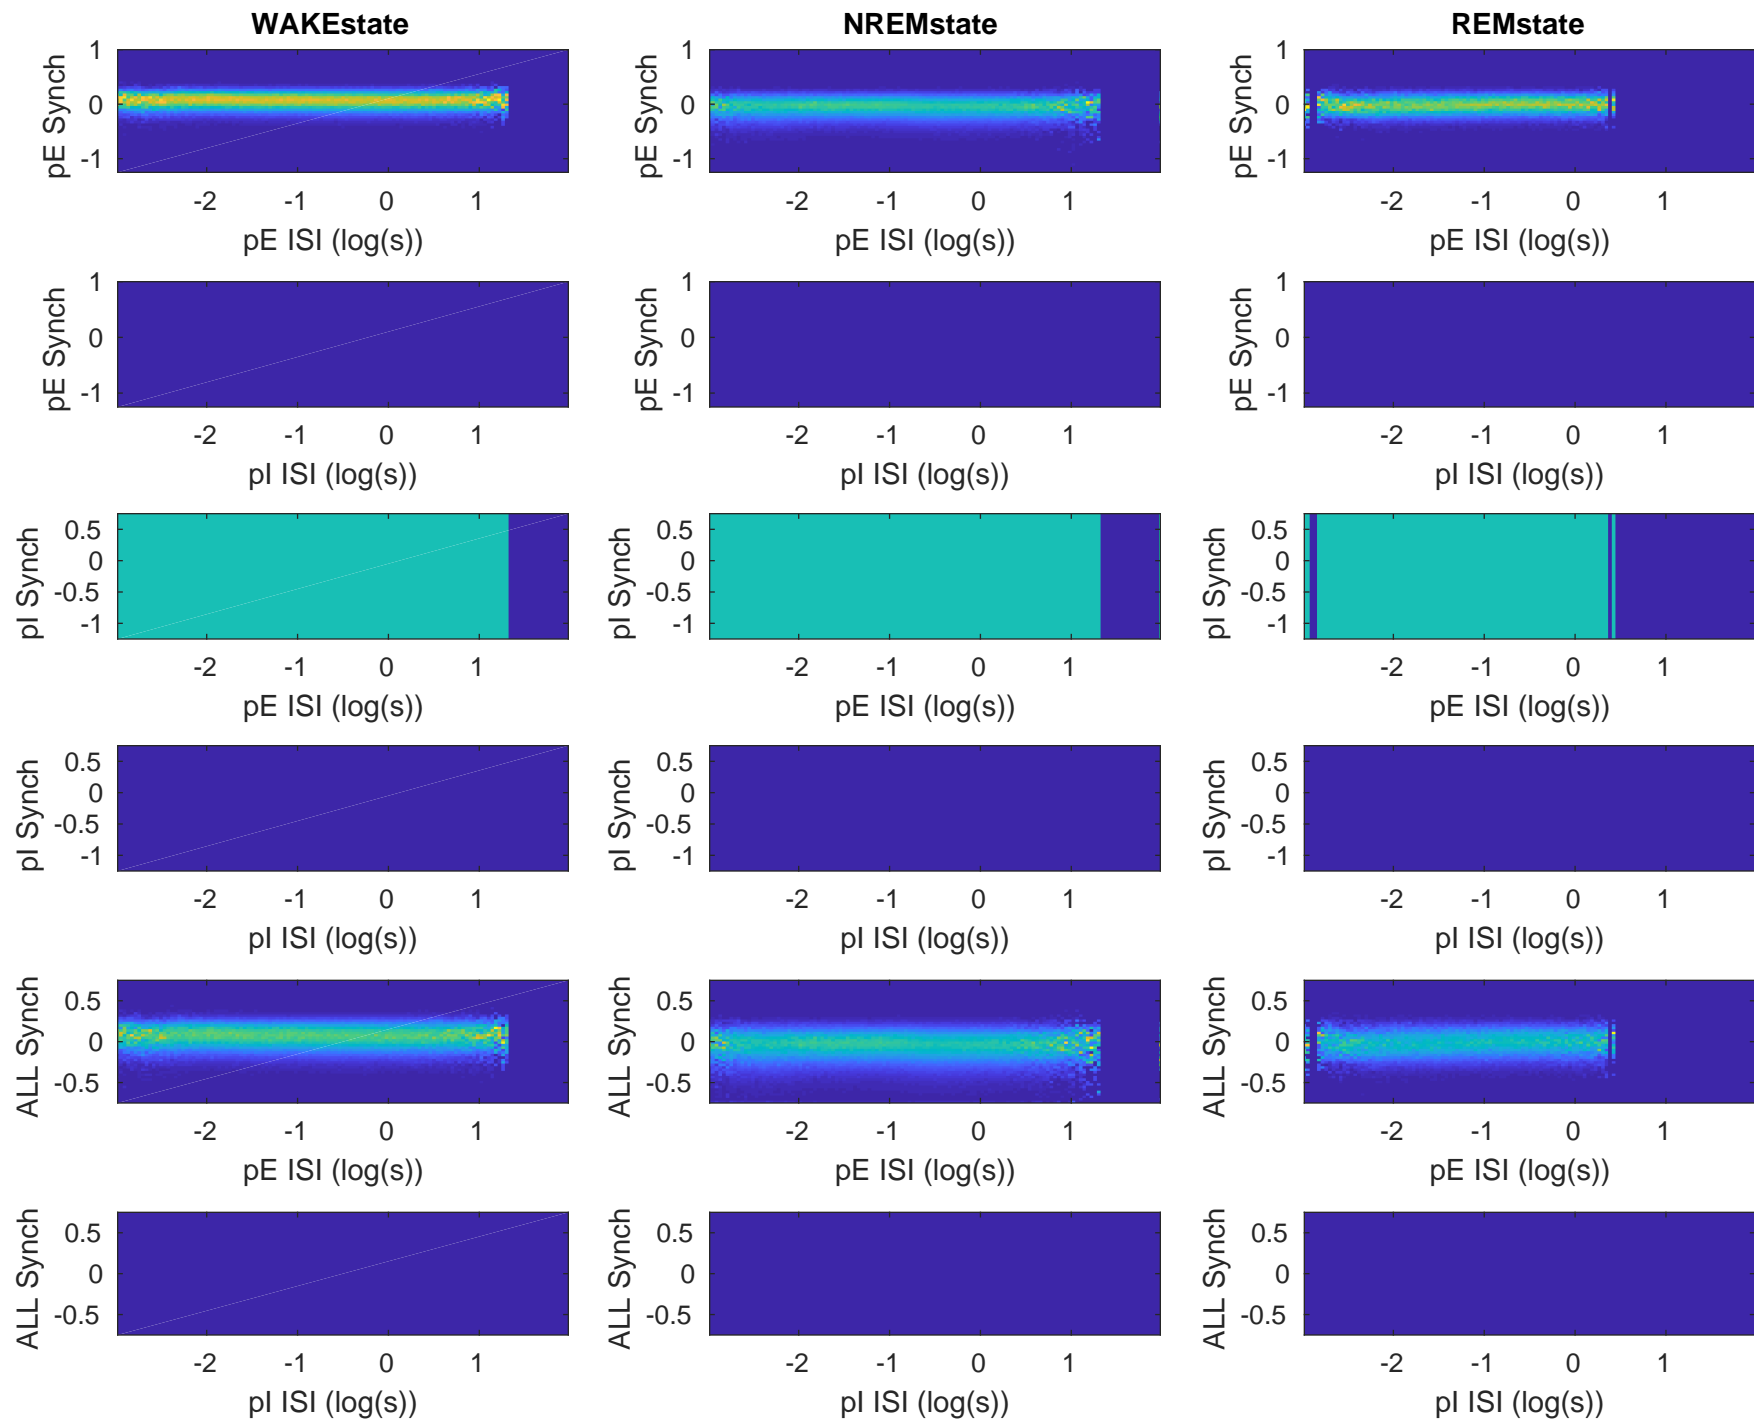 WAKEstate NREMstate REMstate
1 1 1
pE Synch 0 pE Synch 0 pE Synch 0
-1 -1 -1
-2 -1 0 1 -2 -1 0 1 -2 -1 0 1
pE ISI (log(s)) pE ISI (log(s)) pE ISI (log(s))
1 1 1
pE Synch 0 pE Synch 0 pE Synch 0
-1 -1 -1
-2 -1 0 1 -2 -1 0 1 -2 -1 0 1
pI ISI (log(s)) pI ISI (log(s)) pI ISI (log(s))
0.5 0.5 0.5
pI Synch 0 pI Synch 0 pI Synch 0
-0.5 -0.5 -0.5
-1 -1 -1
-2 -1 0 1 -2 -1 0 1 -2 -1 0 1
pE ISI (log(s)) pE ISI (log(s)) pE ISI (log(s))
0.5 0.5 0.5
pI Synch 0 pI Synch 0 pI Synch 0
-0.5 -0.5 -0.5
-1 -1 -1
-2 -1 0 1 -2 -1 0 1 -2 -1 0 1
pI ISI (log(s)) pI ISI (log(s)) pI ISI (log(s))
0.5 0.5 0.5
ALL Synch 0 ALL Synch 0 ALL Synch 0
-0.5 -0.5 -0.5
-2 -1 0 1 -2 -1 0 1 -2 -1 0 1
pE ISI (log(s)) pE ISI (log(s)) pE ISI (log(s))
0.5 0.5 0.5
ALL Synch 0 ALL Synch 0 ALL Synch 0
-0.5 -0.5 -0.5
-2 -1 0 1 -2 -1 0 1 -2 -1 0 1
pI ISI (log(s)) pI ISI (log(s)) pI ISI (log(s))